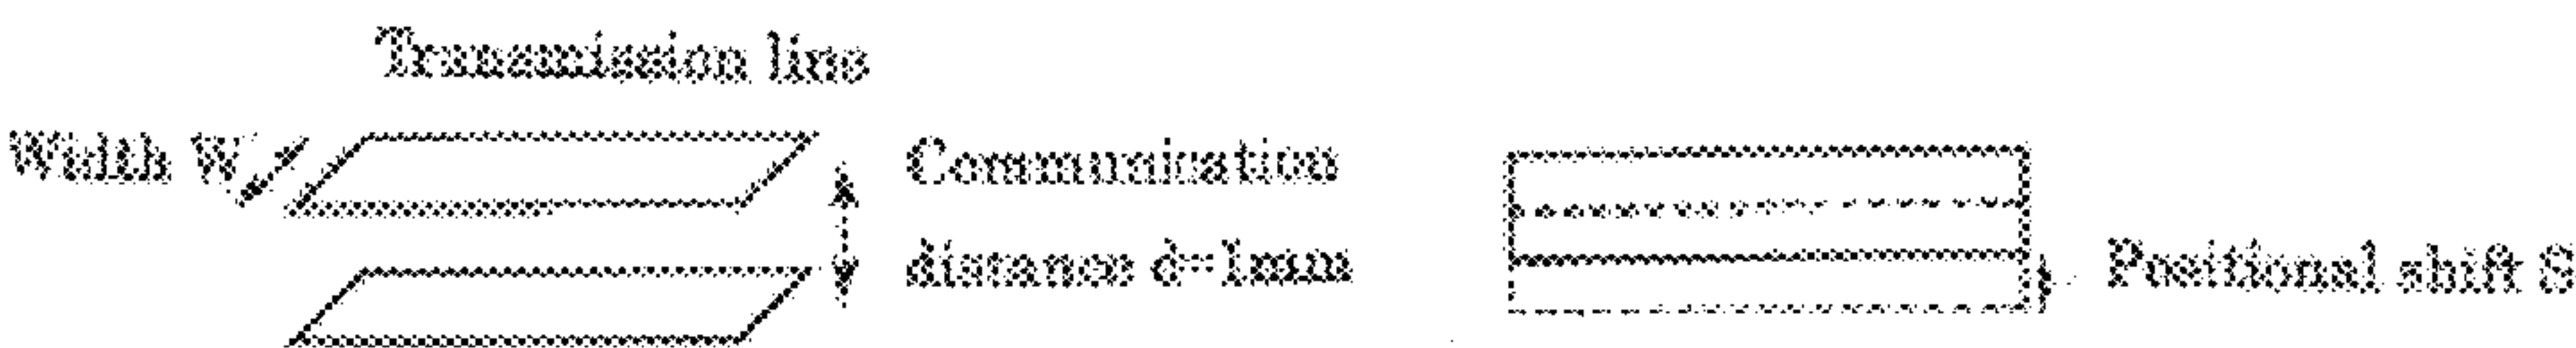 Transmission line
Width W
Communication
distance d=1mm
Positional shift S